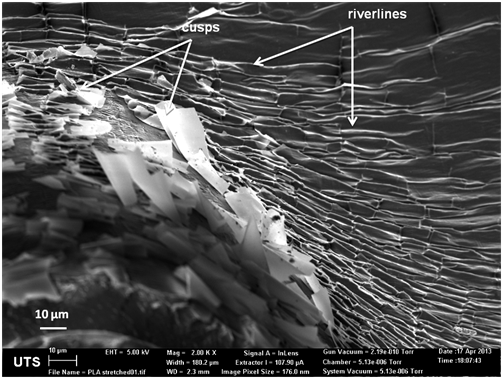 riverlines
cusps
10 µm
UTS
10 µm
EHT = 5.00 kV
Mag = 2.00 K X
Signal A = InLens
Gun Vacuum = 2.19e-010 Torr
Date :17 Apr 2013
Width = 180.2 µm
Extractor I = 107.90 µA
Chamber = 5.13e-006 Torr
Time : 18:07:43
File Name = PLA stretched01.tif
WD = 2.3 mm
Image Pixel Size = 176.0 nm
System Vacuum = 5.13e-006 Torr